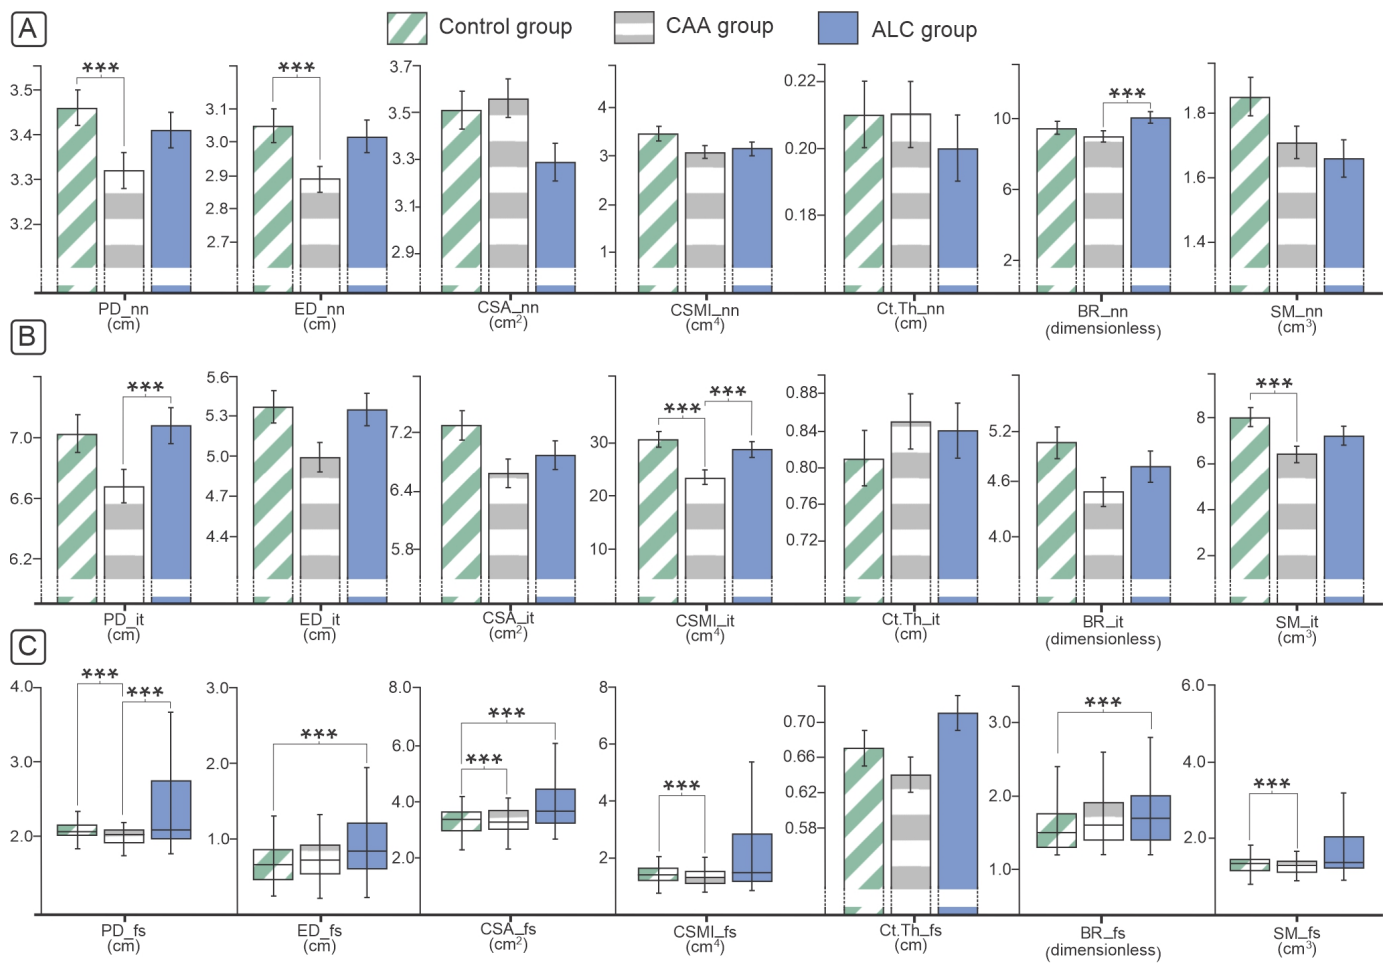 A
Control group
CAA group
ALC group
***
***
***
3.5
3.4
3.3
3.2
3.1
3.0
2.9
2.8
2.7
3.7
3.5
3.3
3.1
2.9
4
3
2
1
0.22
0.20
0.18
10
6
2
1.8
1.6
1.4
PD_nn
(cm)
ED_nn
(cm)
CSA_nn
(cm²)
CSMI_nn
(cm⁴)
Ct.Th_nn
(cm)
BR_nn
(dimensionless)
SM_nn
(cm³)
B
***
***
***
***
7.0
6.6
6.2
5.6
5.3
5.0
4.7
4.4
7.2
6.4
5.8
30
20
10
0.88
0.84
0.80
0.76
0.72
5.2
4.6
4.0
8
6
4
2
PD_it
(cm)
ED_it
(cm)
CSA_it
(cm²)
CSMI_it
(cm⁴)
Ct.Th_it
(cm)
BR_it
(dimensionless)
SM_it
(cm³)
C
***
***
***
***
***
***
***
***
4.0
3.0
2.0
3.0
2.0
1.0
8.0
6.0
4.0
2.0
8
6
4
2
0.70
0.66
0.62
0.58
3.0
2.0
1.0
6.0
4.0
2.0
PD_fs
(cm)
ED_fs
(cm)
CSA_fs
(cm²)
CSMI_fs
(cm⁴)
Ct.Th_fs
(cm)
BR_fs
(dimensionless)
SM_fs
(cm³)